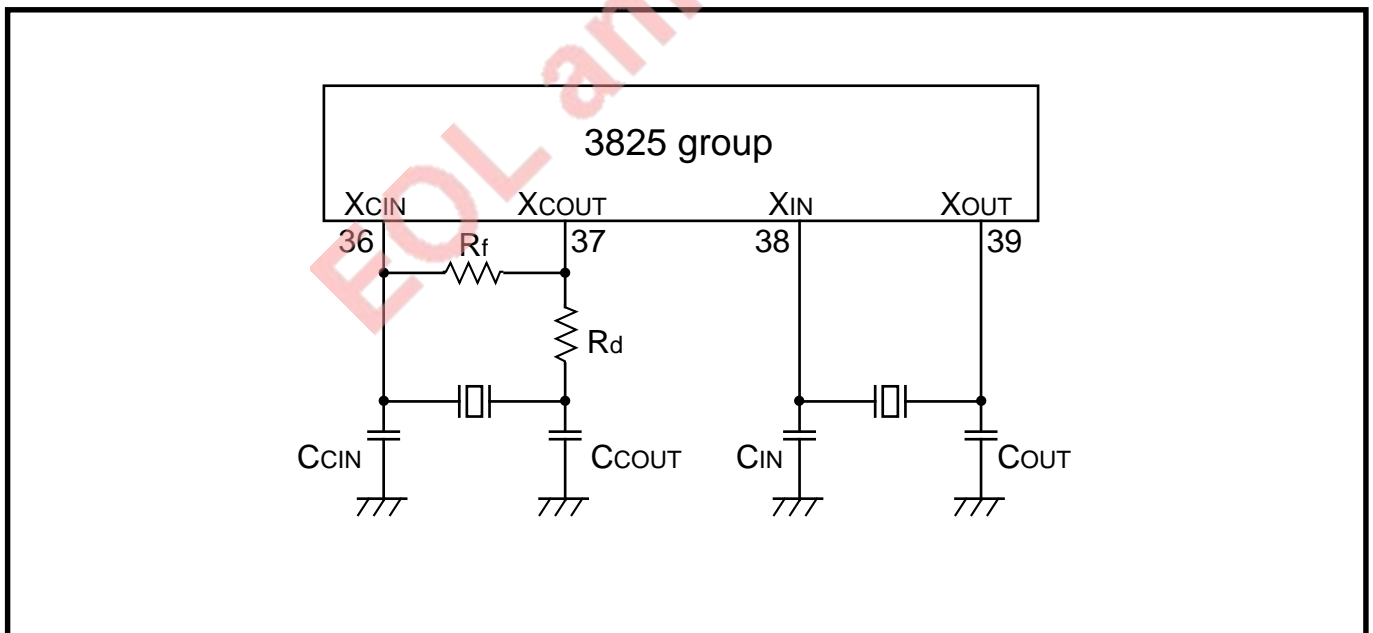 EOL an
3825 group
XCIN XCOUT XIN XOUT
36 Rf 37 38 39
Rd
CCIN CCOUT CIN COUT